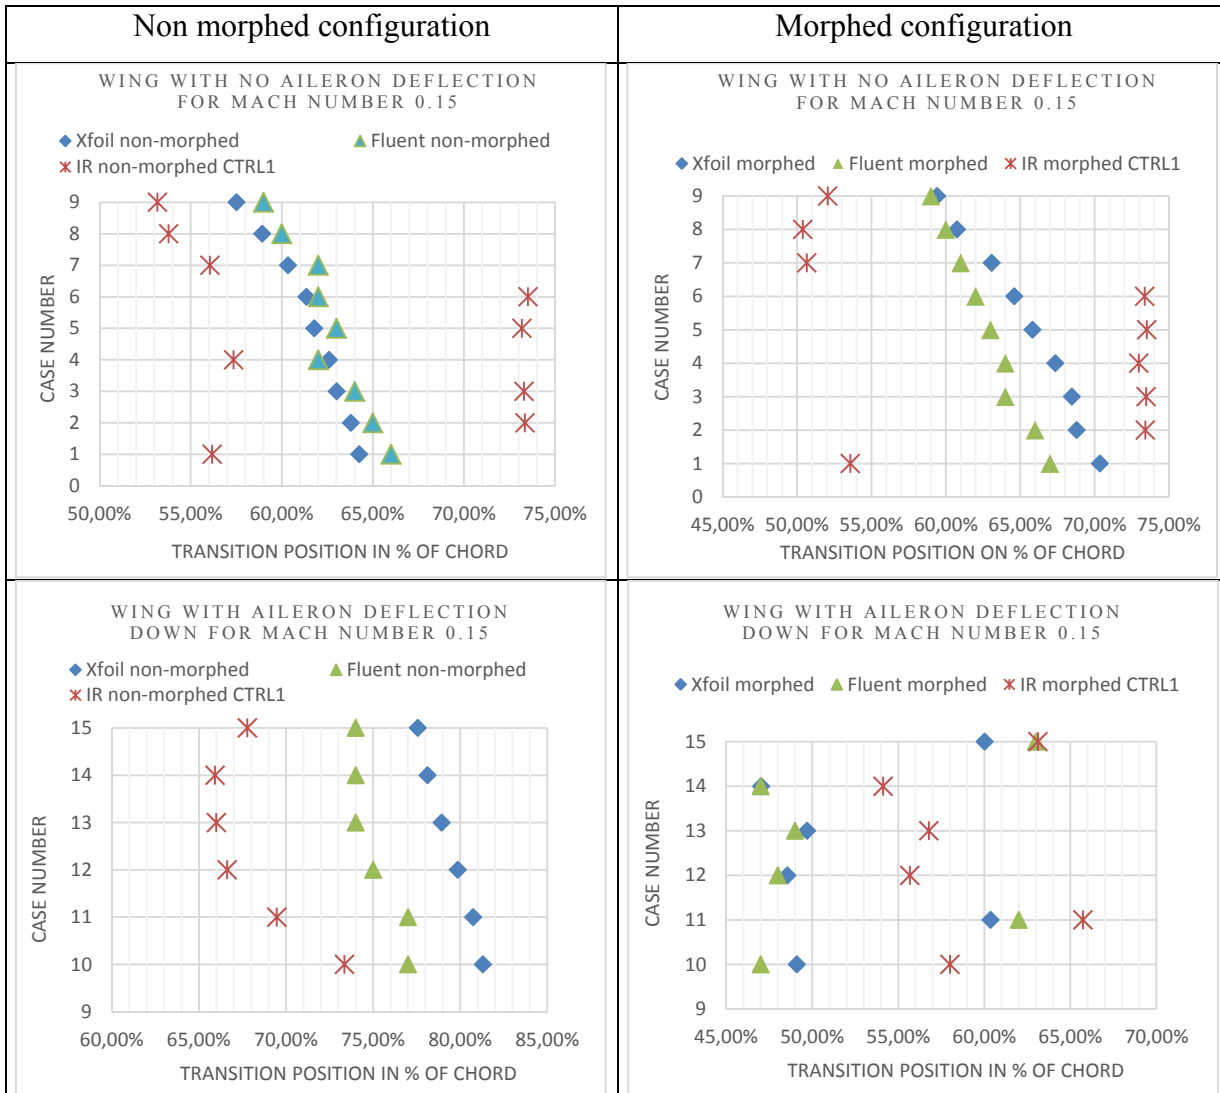 Non morphed configuration
Morphed configuration
WING WITH NO AILERON DEFLECTION
FOR MACH NUMBER 0.15
Xfoil non-morphed
Fluent non-morphed
IR non-morphed CTRL1
9
8
7
6
5
4
3
2
1
0
CASE NUMBER
50,00% 55,00% 60,00% 65,00% 70,00% 75,00%
TRANSITION POSITION IN % OF CHORD
WING WITH NO AILERON DEFLECTION
FOR MACH NUMBER 0.15
Xfoil morphed Fluent morphed IR morphed CTRL1
9
8
7
6
5
4
3
2
1
0
CASE NUMBER
45,00% 50,00% 55,00% 60,00% 65,00% 70,00% 75,00%
TRANSITION POSITION ON % OF CHORD
WING WITH AILERON DEFLECTION
DOWN FOR MACH NUMBER 0.15
Xfoil non-morphed
Fluent non-morphed
IR non-morphed CTRL1
15
14
13
12
11
10
9
CASE NUMBER
60,00% 65,00% 70,00% 75,00% 80,00% 85,00%
TRANSITION POSITION IN % OF CHORD
WING WITH AILERON DEFLECTION
DOWN FOR MACH NUMBER 0.15
Xfoil morphed Fluent morphed IR morphed CTRL1
15
14
13
12
11
10
9
CASE NUMBER
45,00% 50,00% 55,00% 60,00% 65,00% 70,00%
TRANSITION POSITION IN % OF CHORD